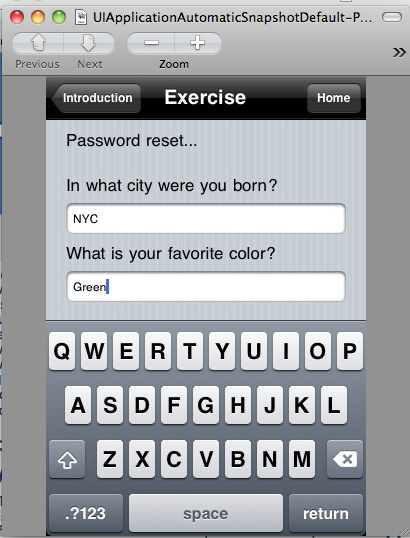 UIApplicationAutomaticSnapshotDefault-P...
Previous Next Zoom
Introduction Exercise Home
Password reset...
In what city were you born?
NYC
What is your favorite color?
Green
Q W E R T Y U I O P
A S D F G H J K L
Z X C V B N M
.?123 space return